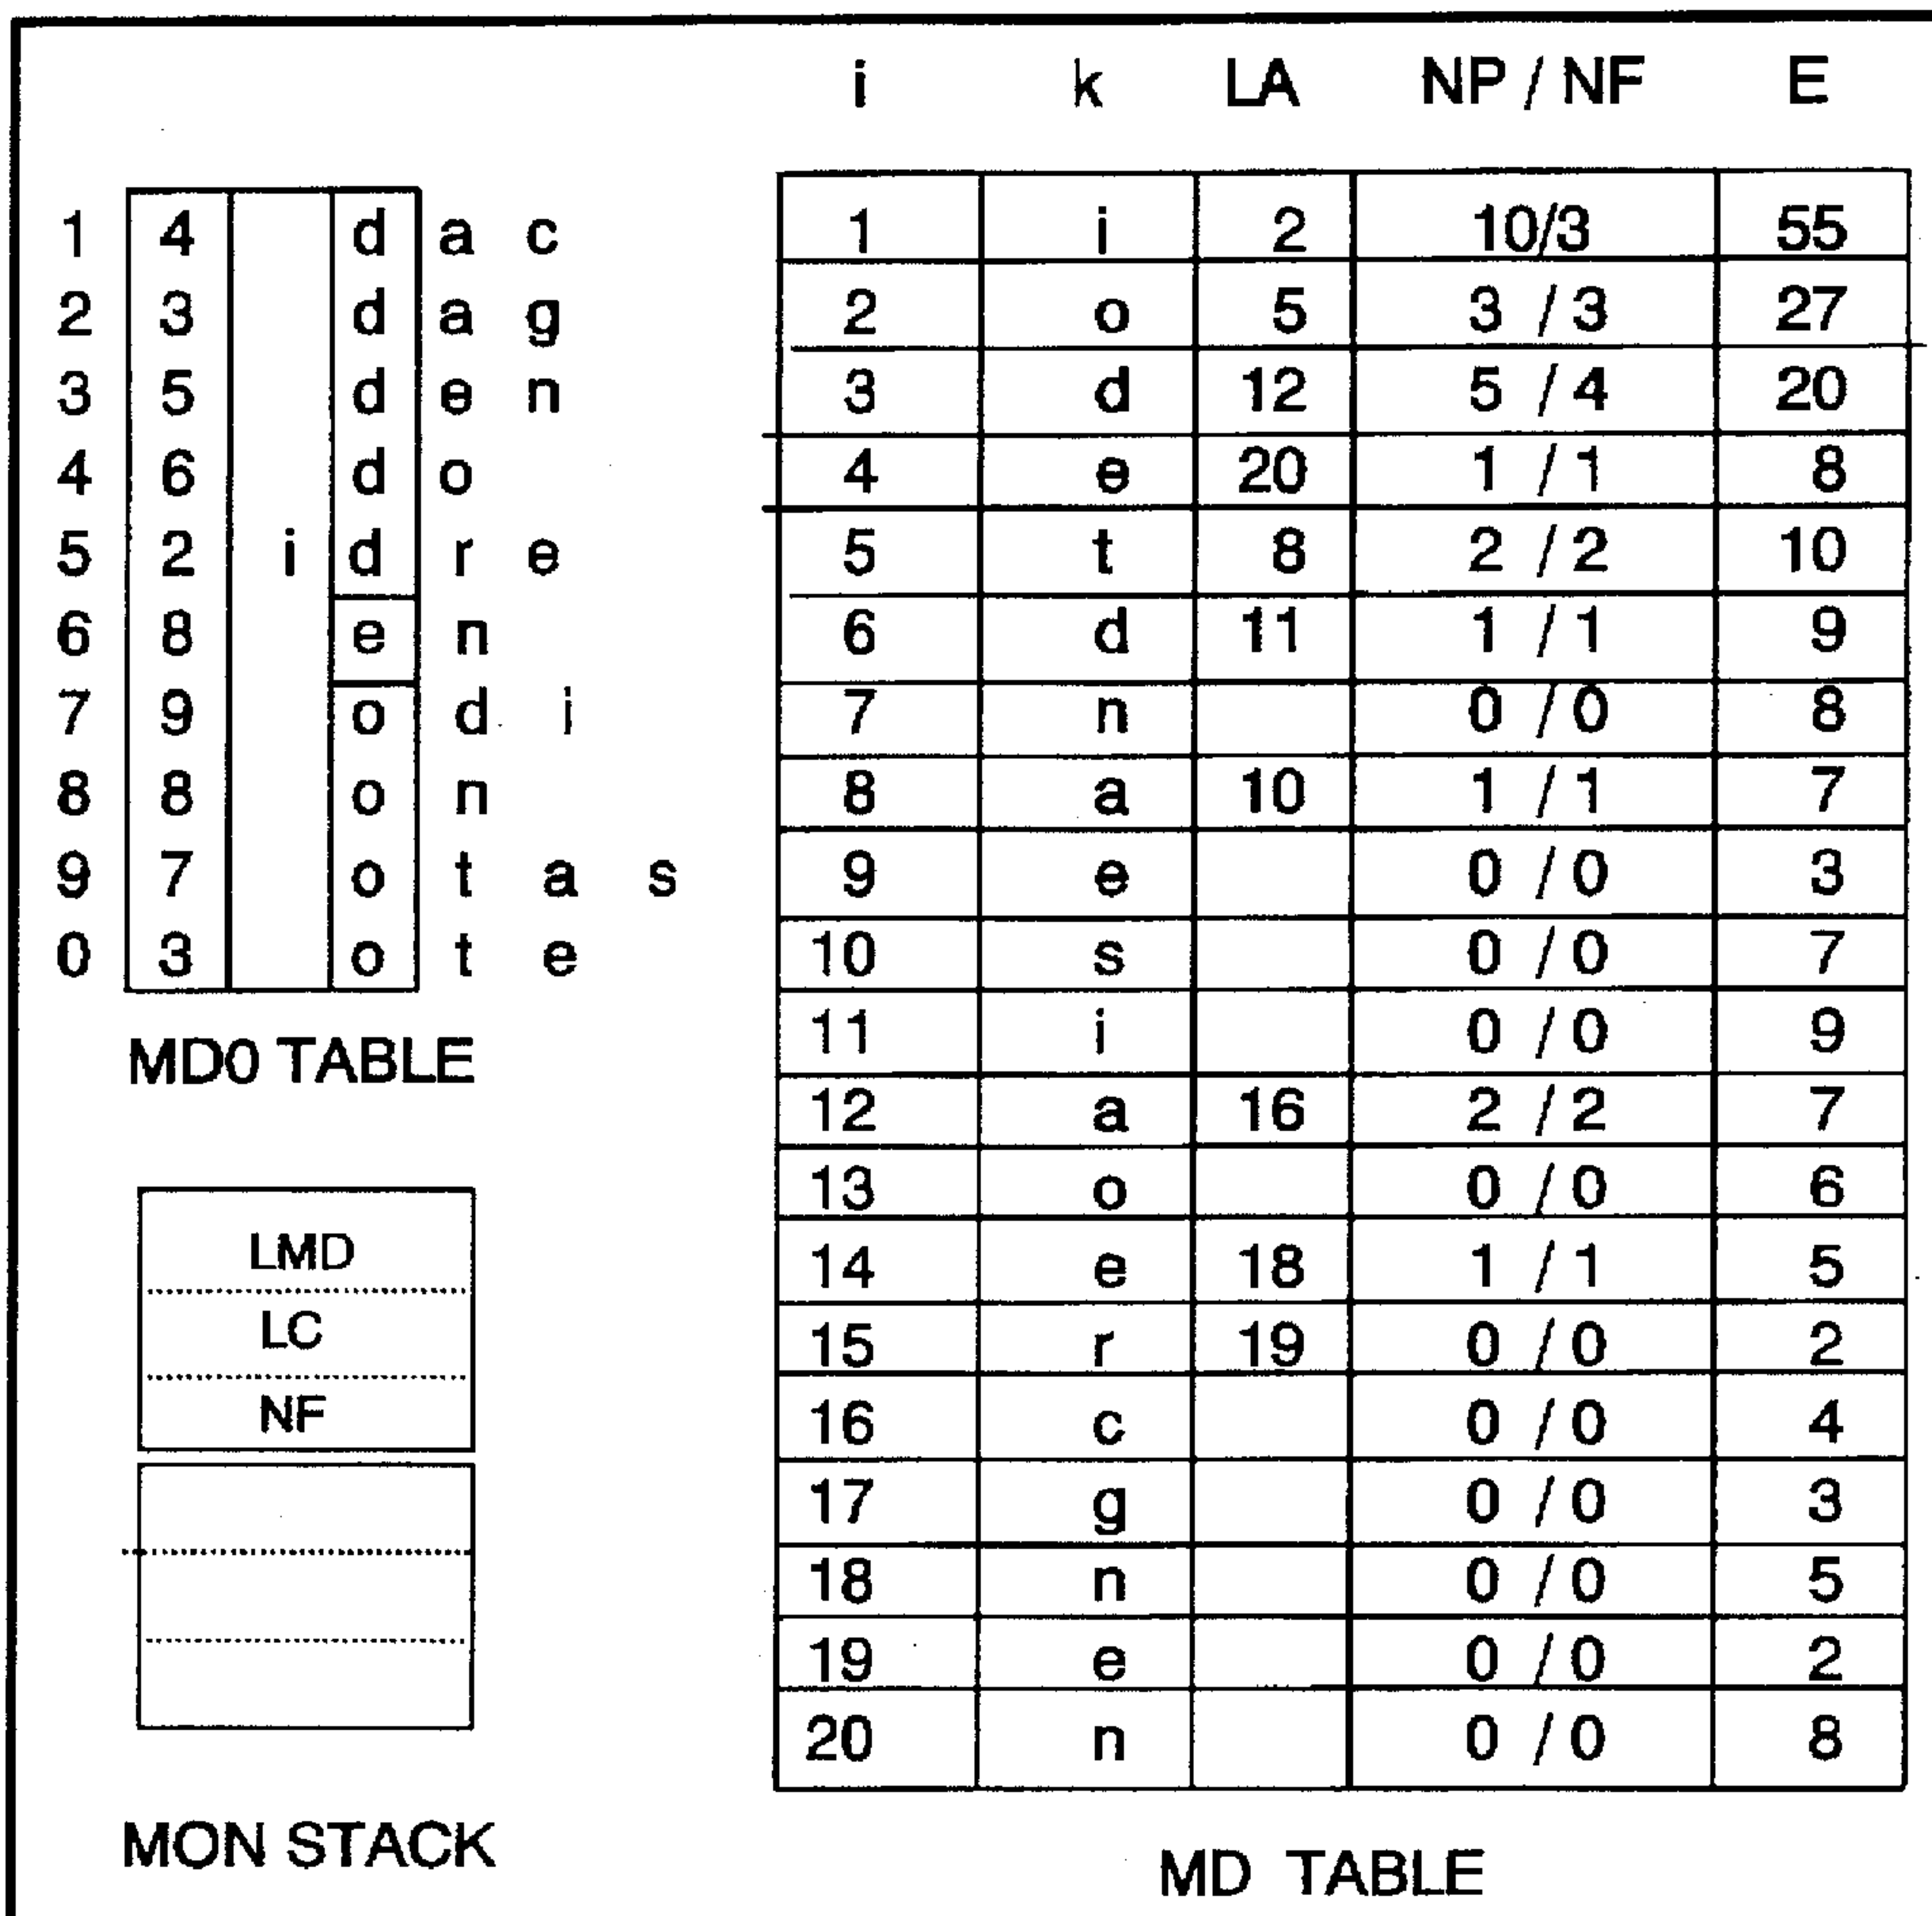 i k LA NP / NF E
1 4 d a c
2 3 d a g
3 5 d e n
4 6 d o
5 2 i d r e
6 8 e n
7 9 o d i
8 8 o n
9 7 o t a s
0 3 o t e
MD0 TABLE
LMD
LC
NF
MON STACK
1 i 2 10/3 55
2 o 5 3 / 3 27
3 d 12 5 / 4 20
4 e 20 1 / 1 8
5 t 8 2 / 2 10
6 d 11 1 / 1 9
7 n 0 / 0 8
8 a 10 1 / 1 7
9 e 0 / 0 3
10 s 0 / 0 7
11 i 0 / 0 9
12 a 16 2 / 2 7
13 o 0 / 0 6
14 e 18 1 / 1 5
15 r 19 0 / 0 2
16 c 0 / 0 4
17 g 0 / 0 3
18 n 0 / 0 5
19 e 0 / 0 2
20 n 0 / 0 8
MD TABLE